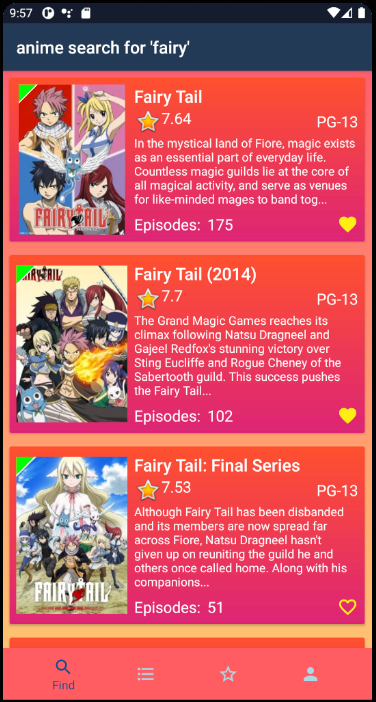 9:57
anime search for 'fairy'
Fairy Tail
7.64
PG-13
In the mystical land of Fiore, magic exists
as an essential part of everyday life.
Countless magic guilds lie at the core of
all magical activity, and serve as venues
for like-minded mages to band tog...
Episodes: 175
FAIRY TAIL
Fairy Tail (2014)
7.7
PG-13
The Grand Magic Games reaches its
climax following Natsu Dragneel and
Gajeel Redfox's stunning victory over
Sting Eucliffe and Rogue Cheney of the
Sabertooth guild. This success pushes
the Fairy Tail...
Episodes: 102
FAIRY TAIL
Fairy Tail: Final Series
7.53
PG-13
Although Fairy Tail has been disbanded
and its members are now spread far
across Fiore, Natsu Dragneel hasn't
given up on reuniting the guild he and
others once called home. Along with his
companions...
Episodes: 51
FAIRY TAIL
Find